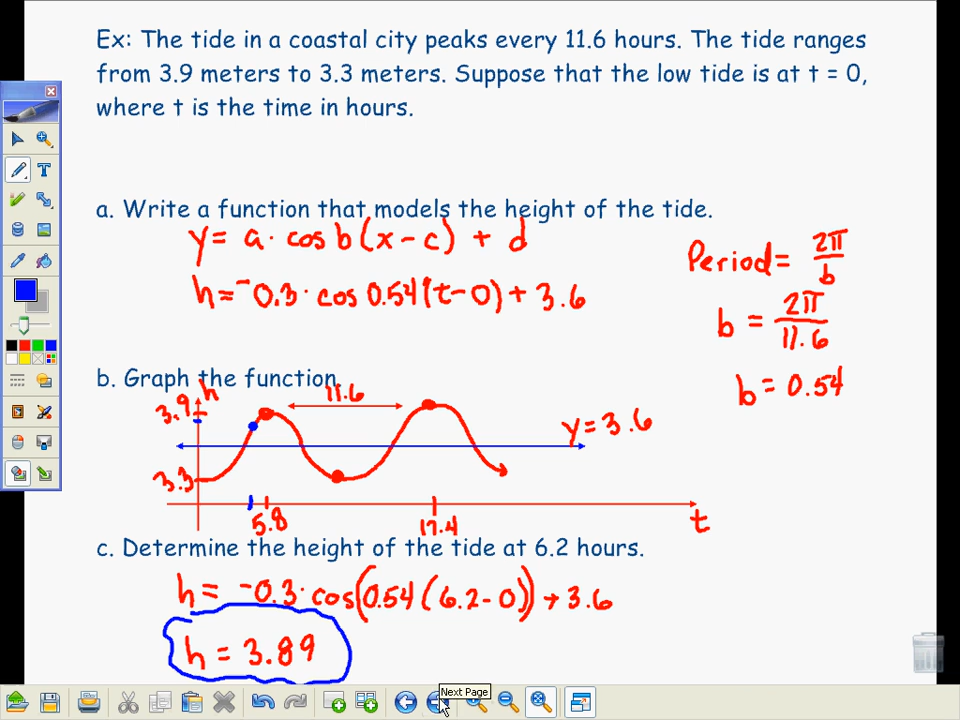 Ex: The tide in a coastal city peaks every 11.6 hours. The tide ranges
from 3.9 meters to 3.3 meters. Suppose that the low tide is at t = 0,
where t is the time in hours.
a. Write a function that models the height of the tide.
y = a · cos b(x - c) + d
h = -0.3 · cos 0.54(t - 0) + 3.6
Period = 2π/b
b = 2π/11.6
b = 0.54
b. Graph the function.
h
3.9
11.6
y = 3.6
3.3
5.8
17.4
t
c. Determine the height of the tide at 6.2 hours.
h = -0.3 · cos(0.54(6.2 - 0)) + 3.6
h = 3.89
Next Page